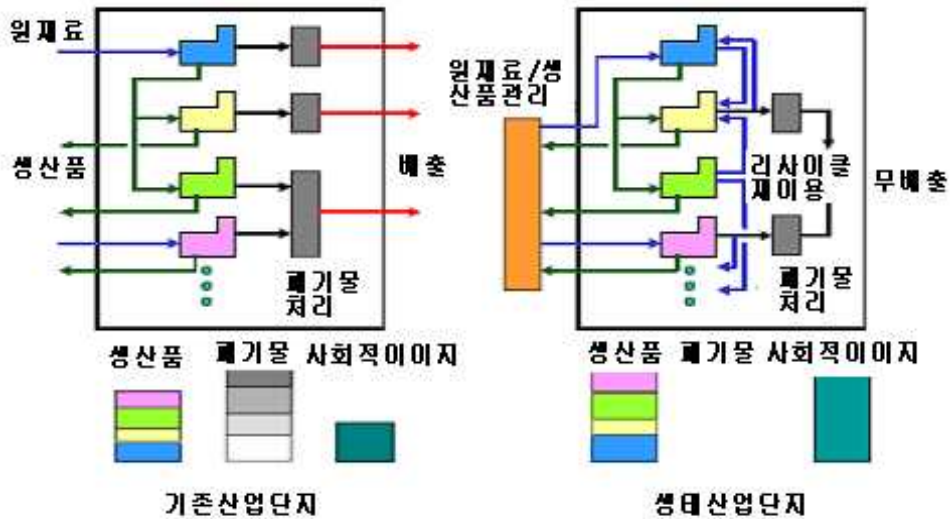 원재료
생산품
배출
폐기물
처리
생산품 폐기물 사회적이이지
기존산업단지
원재료/생
산품관리
리사이클
재이용
무배출
폐기물
처리
생산품 폐기물 사회적이이지
생태산업단지